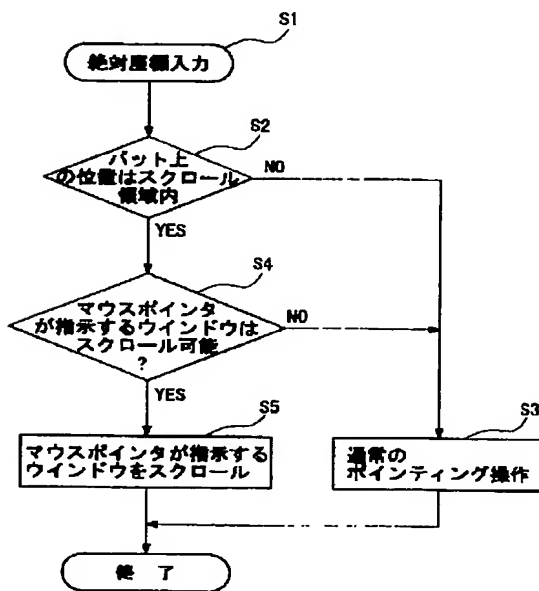 S1
絶対座標入力
S2
パット上
の位置はスクロール
領域内
NO
YES
S4
マウスポインタ
が指示するウインドウは
スクロール可能
?
NO
YES
S5
マウスポインタが指示する
ウインドウをスクロール
S3
通常の
ポインティング操作
終 了